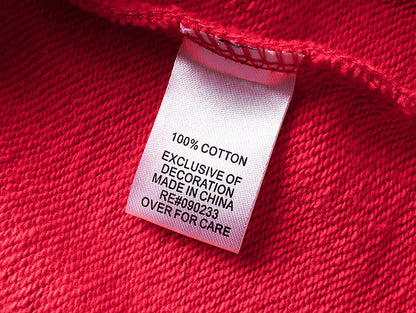 100% COTTON
EXCLUSIVE OF
DECORATION
MADE IN CHINA
RE#090233
OVER FOR CARE